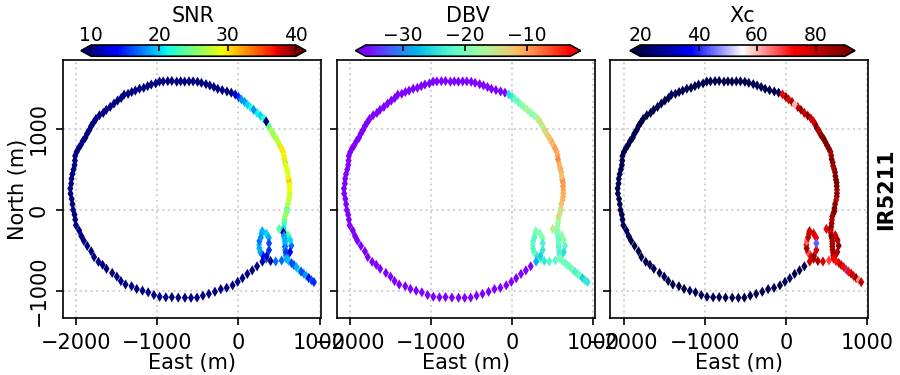 SNR DBV Xc
10 20 30 40 −30 −20 −10 20 40 60 80
North (m)
1000
0
−1000
IR5211
−2000 −1000 0 1000 −2000 −1000 0 1000 −2000 −1000 0 1000
East (m) East (m) East (m)